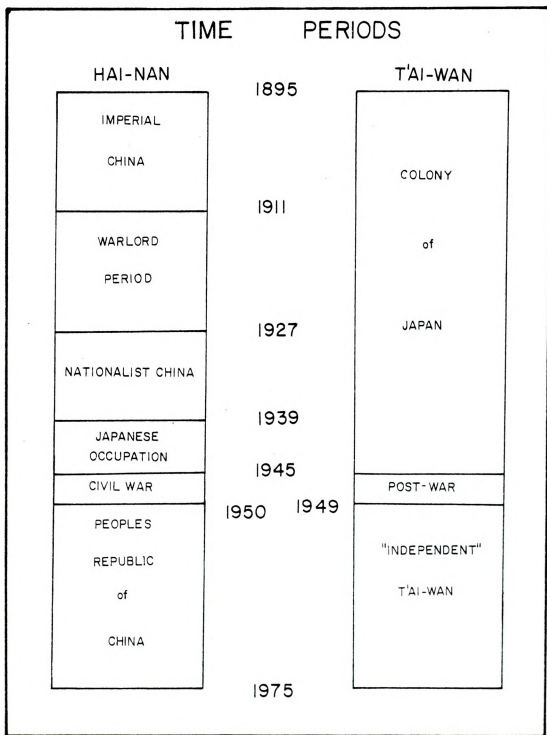 TIME PERIODS
HAI-NAN
T'AI-WAN
1895
IMPERIAL
CHINA
COLONY
of
JAPAN
1911
WARLORD
PERIOD
1927
NATIONALIST CHINA
1939
JAPANESE
OCCUPATION
1945
CIVIL WAR
POST-WAR
1950
1949
PEOPLES
REPUBLIC
of
CHINA
"INDEPENDENT"
T'AI-WAN
1975